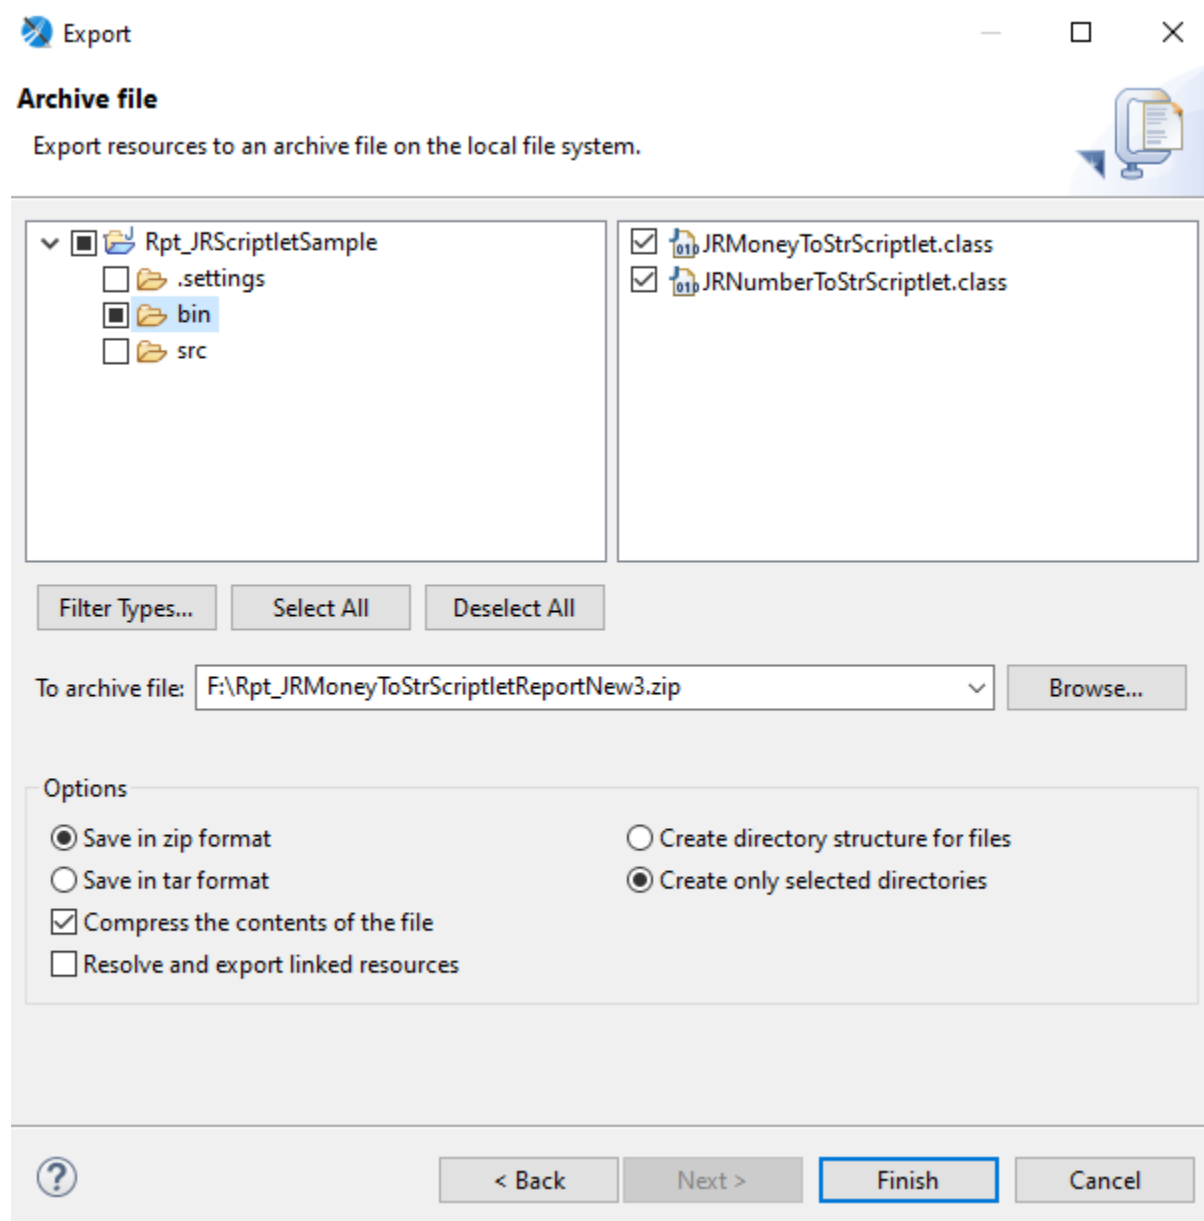 Export
Archive file
Export resources to an archive file on the local file system.
Rpt_JRScriptletSample
.settings
bin
src
JRMoneyToStrScriptlet.class
JRNumberToStrScriptlet.class
Filter Types...
Select All
Deselect All
To archive file:
F:\Rpt_JRMoneyToStrScriptletReportNew3.zip
Browse...
Options
Save in zip format
Save in tar format
Compress the contents of the file
Resolve and export linked resources
Create directory structure for files
Create only selected directories
?
< Back
Next >
Finish
Cancel